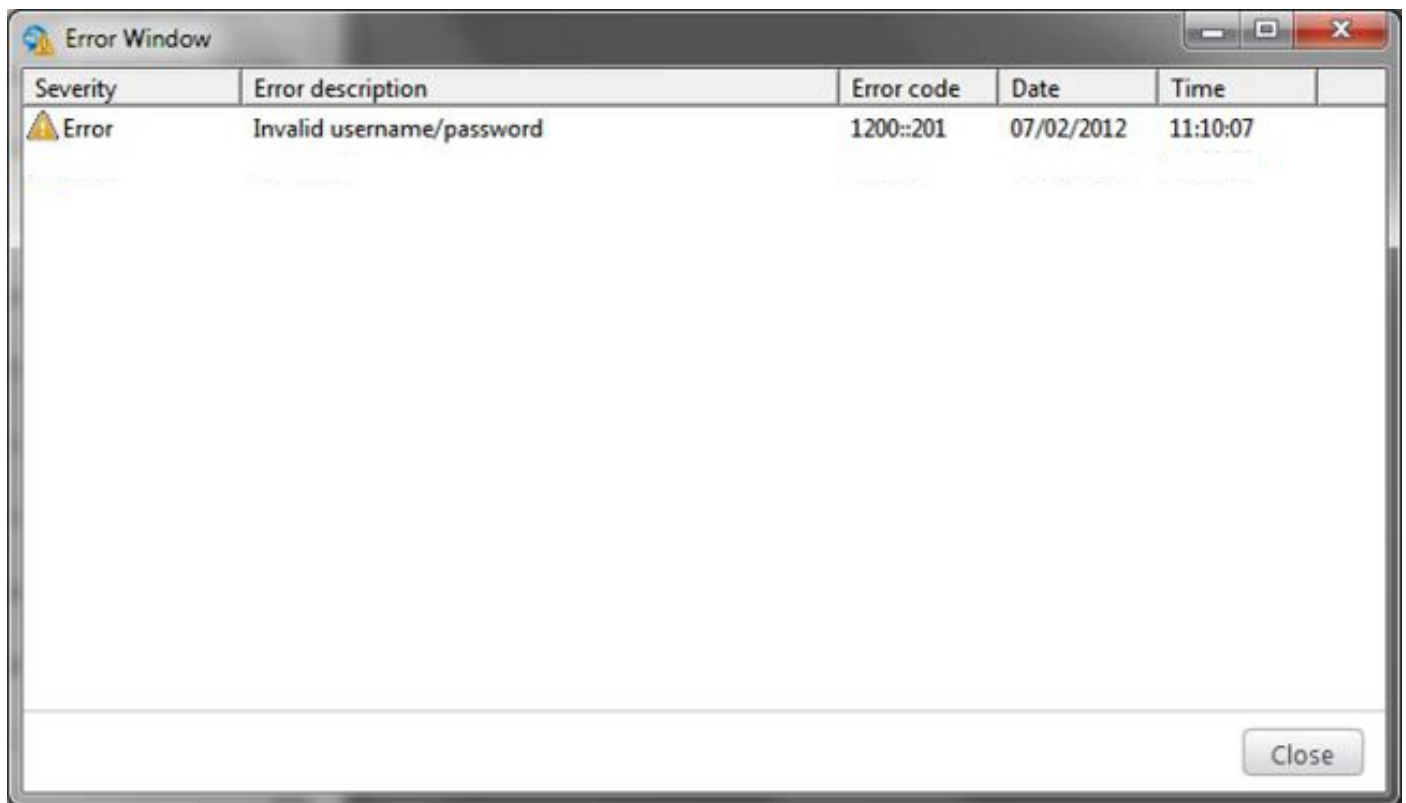 Error Window
Severity Error description Error code Date Time
Error Invalid username/password 1200::201 07/02/2012 11:10:07
Close